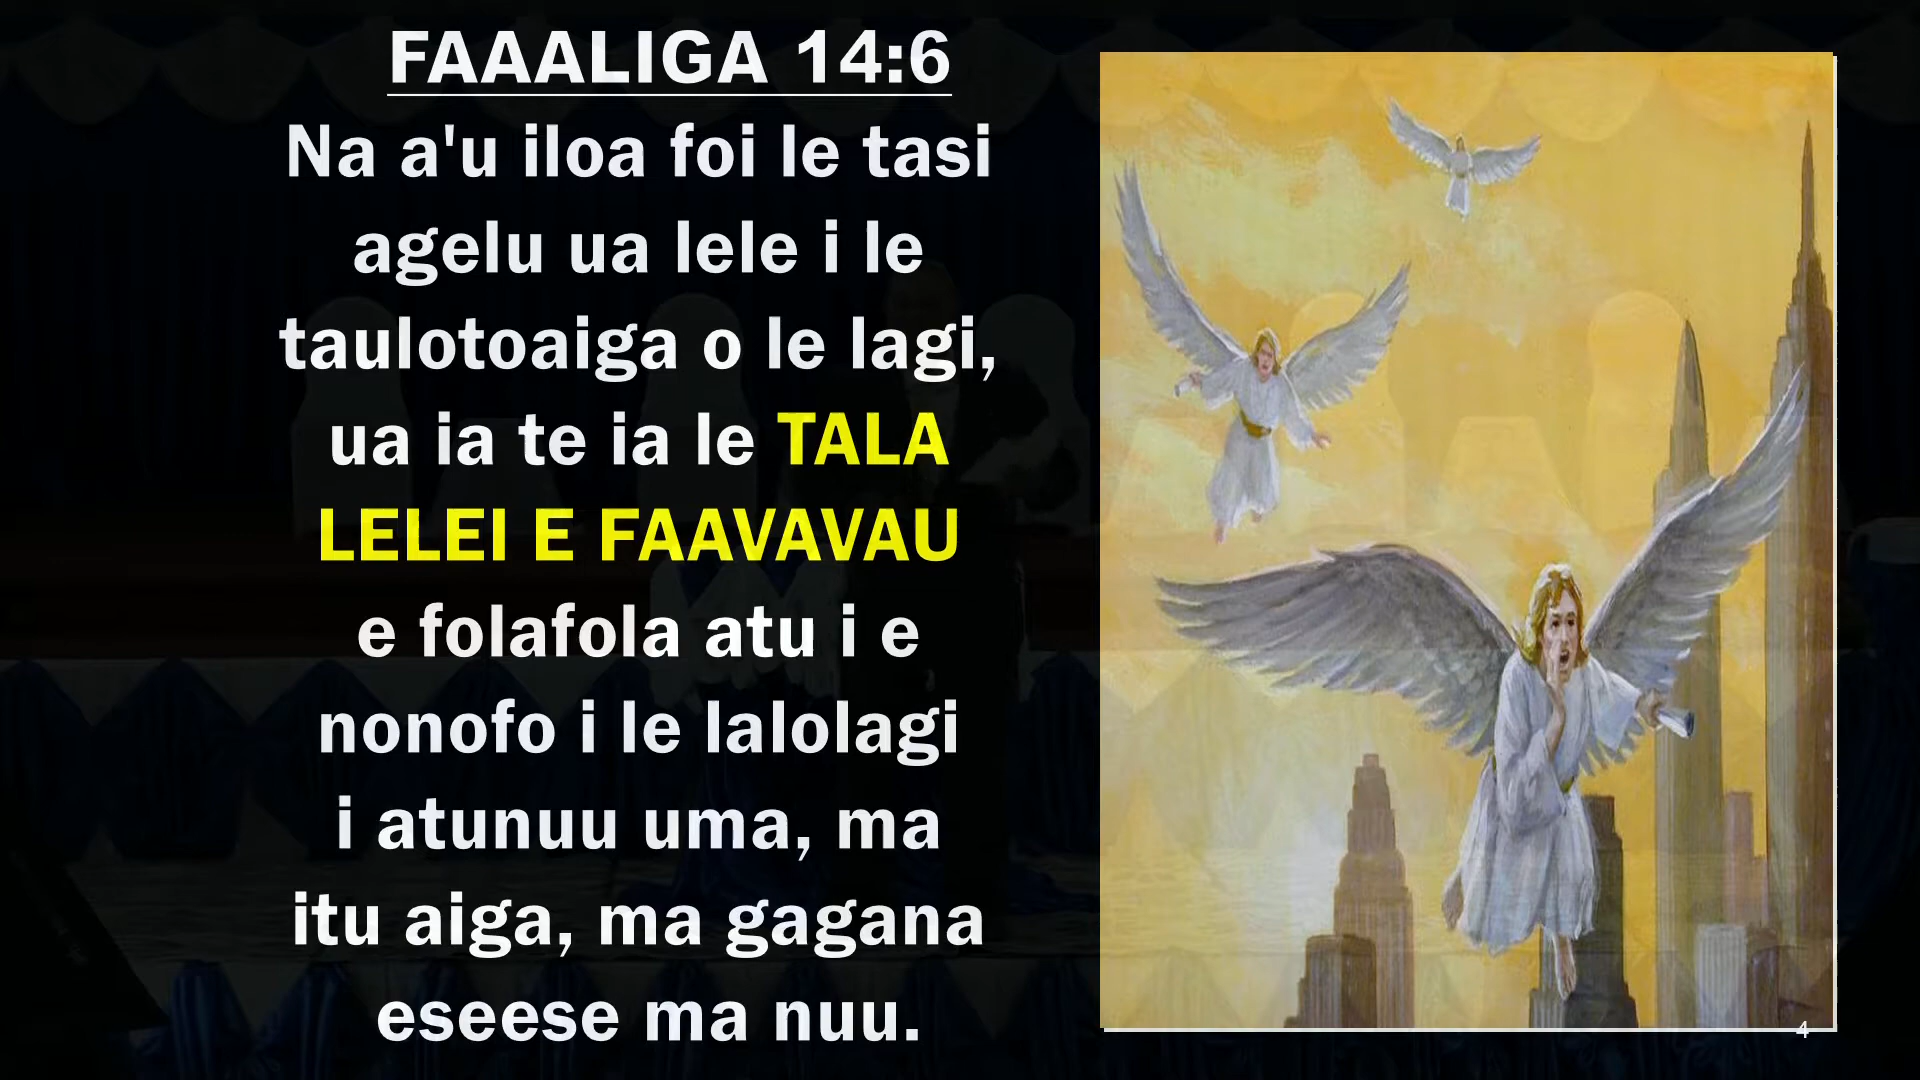 FAAALIGA 14:6
Na a'u iloa foi le tasi
agelu ua lele i le
taulotoaiga o le lagi,
ua ia te ia le TALA
LELEI E FAAVAVAU
e folafola atu i e
nonofo i le lalolagi
i atunuu uma, ma
itu aiga, ma gagana
eseese ma nuu.
4